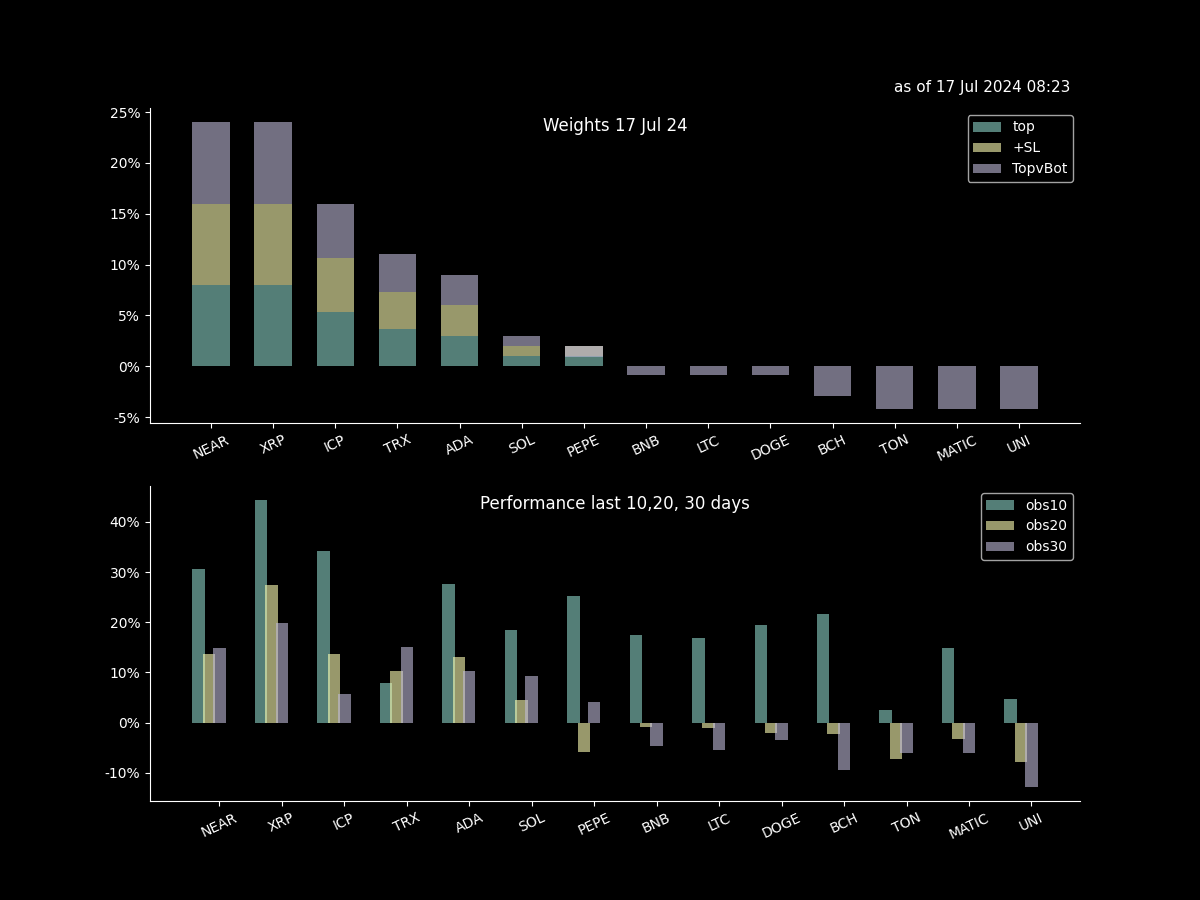 as of 17 Jul 2024 08:23
Weights 17 Jul 24
top
+SL
TopvBot
25%
20%
15%
10%
5%
0%
-5%
NEAR XRP ICP TRX ADA SOL PEPE BNB LTC DOGE BCH TON MATIC UNI
Performance last 10,20, 30 days
obs10
obs20
obs30
40%
30%
20%
10%
0%
-10%
NEAR XRP ICP TRX ADA SOL PEPE BNB LTC DOGE BCH TON MATIC UNI